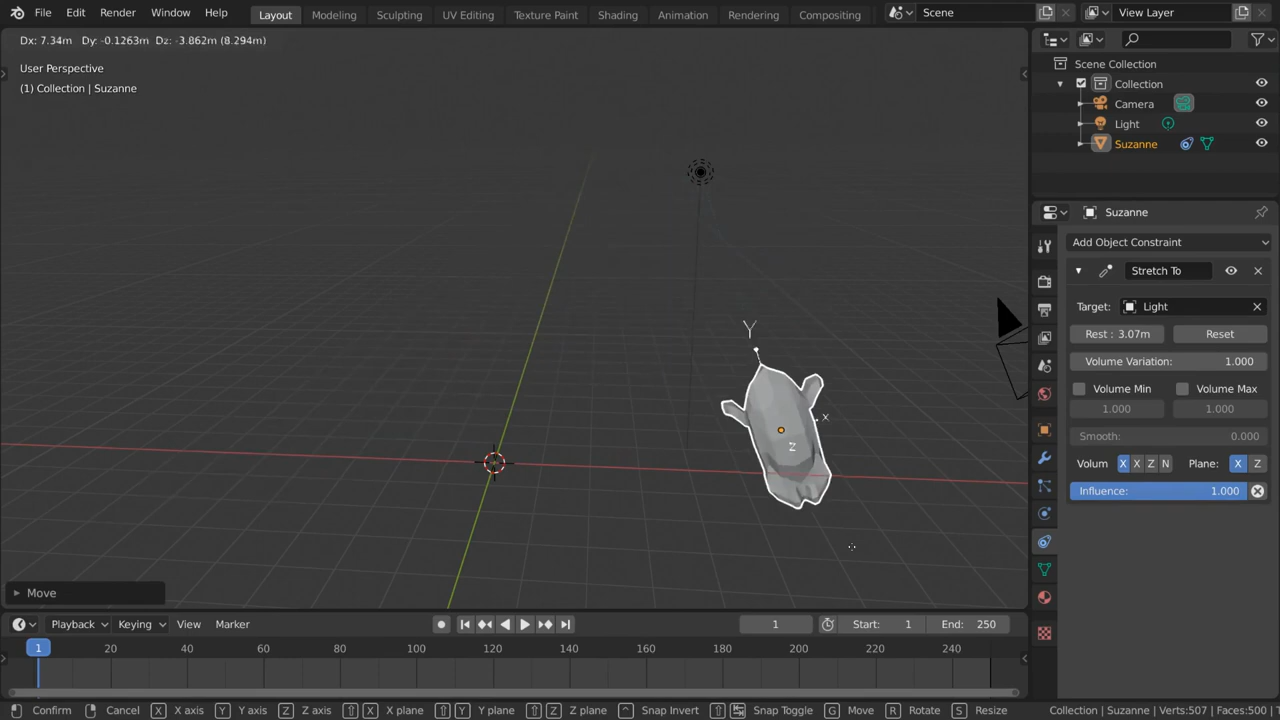 File Edit Render Window Help Layout Modeling Sculpting UV Editing Texture Paint Shading Animation Rendering Compositing Scene View Layer
Dx: 7.34m Dy: -0.1263m Dz: -3.862m (8.294m)
User Perspective
(1) Collection | Suzanne
Y
X
Z
Move
Scene Collection
Collection
Camera
Light
Suzanne
Suzanne
Add Object Constraint
Stretch To
Target: Light
Rest : 3.07m Reset
Volume Variation: 1.000
Volume Min Volume Max
1.000 1.000
Smooth: 0.000
Volum X X Z N Plane: X Z
Influence: 1.000
Playback Keying View Marker 1 Start: 1 End: 250
1 20 40 60 80 100 120 140 160 180 200 220 240
Confirm Cancel X X axis Y Y axis Z Z axis X X plane Y Y plane Z Z plane Snap Invert Snap Toggle G Move R Rotate S Resize Collection | Suzanne | Verts:507 | Faces:500 |